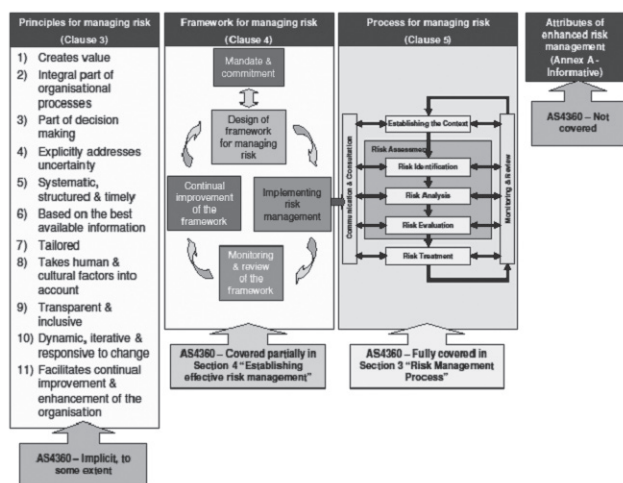 Principles for managing risk
(Clause 3)
1) Creates value
2) Integral part of
organisational
processes
3) Part of decision
making
4) Explicitly addresses
uncertainty
5) Systematic,
structured & timely
6) Based on the best
available information
7) Tailored
8) Takes human &
cultural factors into
account
9) Transparent &
inclusive
10) Dynamic, iterative &
responsive to change
11) Facilitates continual
improvement &
enhancement of the
organisation
AS4360 – Implicit, to
some extent
Framework for managing risk
(Clause 4)
Mandate &
commitment
Design of
framework
for managing
risk
Continual
improvement
of the
framework
Implementing
risk
management
Monitoring
& review
of the
framework
AS4360 – Covered partially in
Section 4 "Establishing
effective risk management"
Process for managing risk
(Clause 5)
Communication & Consultation
Establishing the Context
Risk Assessment
Risk Identification
Risk Analysis
Risk Evaluation
Risk Treatment
Monitoring & Review
AS4360 – Fully covered in
Section 3 "Risk Management
Process"
Attributes of
enhanced risk
management
(Annex A -
Informative)
AS4360 – Not
covered